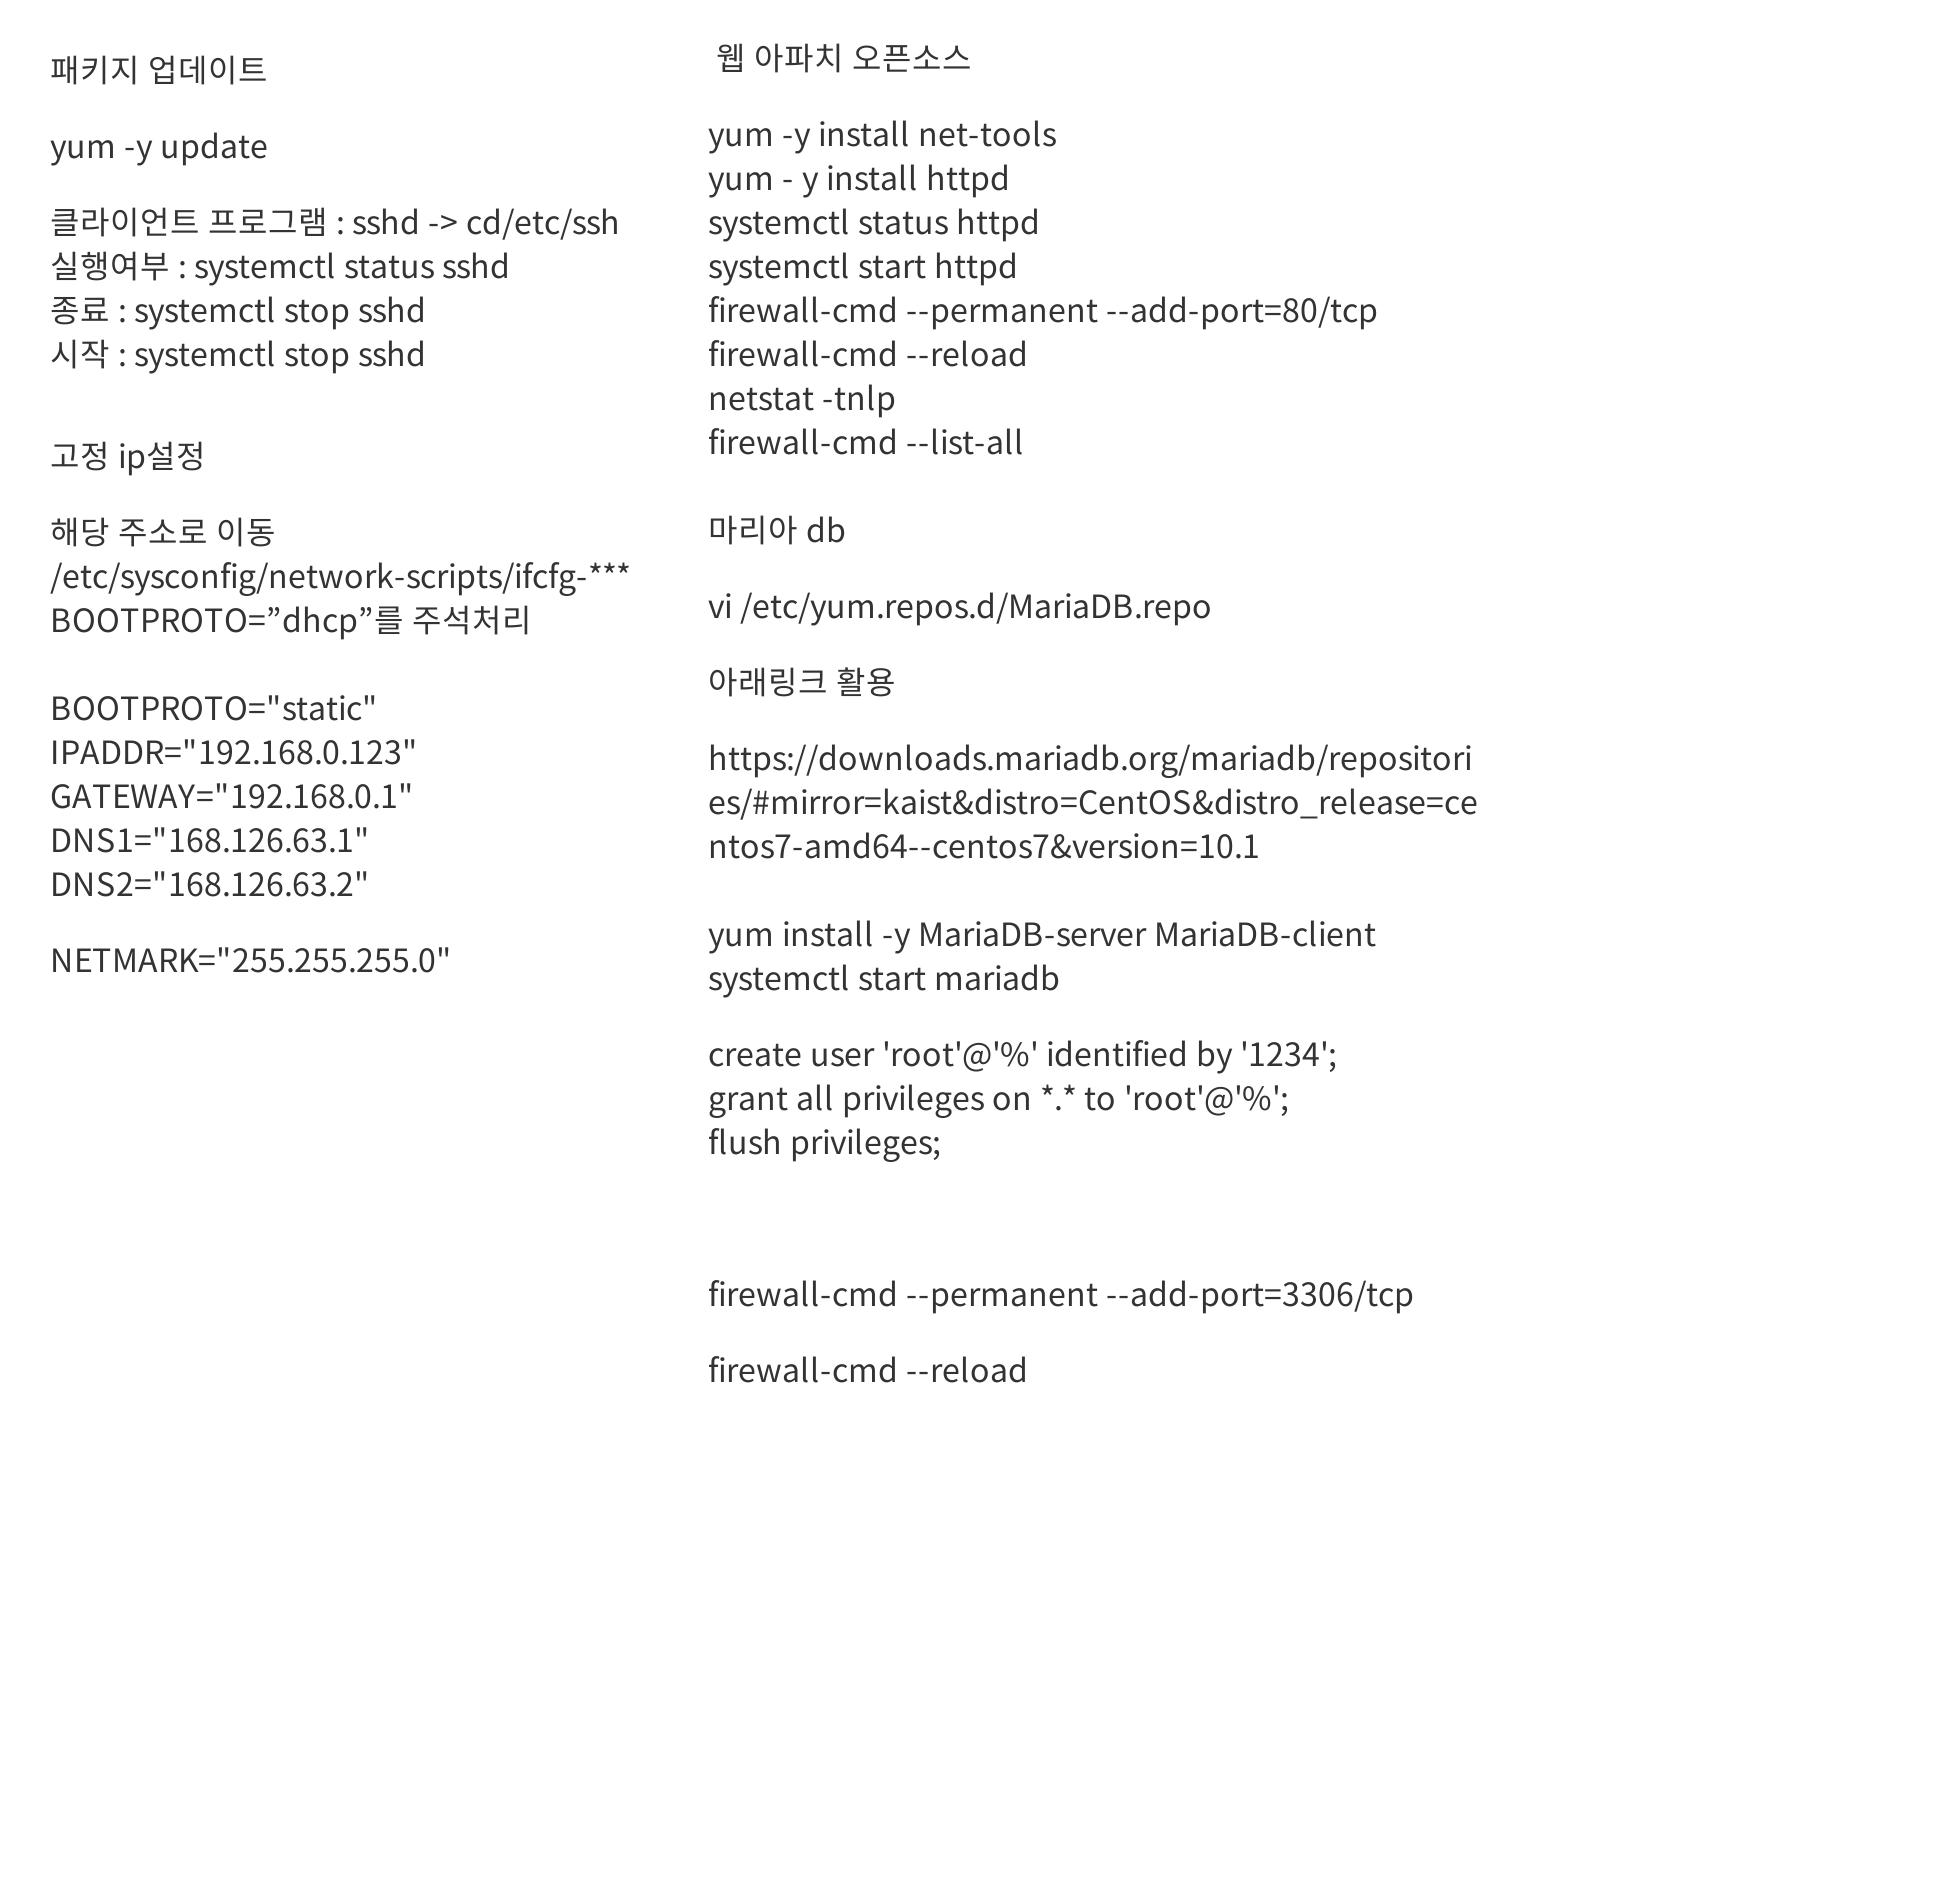 패키지 업데이트
yum -y update
클라이언트 프로그램 : sshd -> cd/etc/ssh
실행여부 : systemctl status sshd
종료 : systemctl stop sshd
시작 : systemctl stop sshd
고정 ip설정
해당 주소로 이동
/etc/sysconfig/network-scripts/ifcfg-***
BOOTPROTO=”dhcp”를 주석처리
BOOTPROTO="static"
IPADDR="192.168.0.123"
GATEWAY="192.168.0.1"
DNS1="168.126.63.1"
DNS2="168.126.63.2"
NETMARK="255.255.255.0"
웹 아파치 오픈소스
yum -y install net-tools
yum - y install httpd
systemctl status httpd
systemctl start httpd
firewall-cmd --permanent --add-port=80/tcp
firewall-cmd --reload
netstat -tnlp
firewall-cmd --list-all
마리아 db
vi /etc/yum.repos.d/MariaDB.repo
아래링크 활용
https://downloads.mariadb.org/mariadb/repositori
es/#mirror=kaist&distro=CentOS&distro_release=ce
ntos7-amd64--centos7&version=10.1
yum install -y MariaDB-server MariaDB-client
systemctl start mariadb
create user 'root'@'%' identified by '1234';
grant all privileges on *.* to 'root'@'%';
flush privileges;
firewall-cmd --permanent --add-port=3306/tcp
firewall-cmd --reload